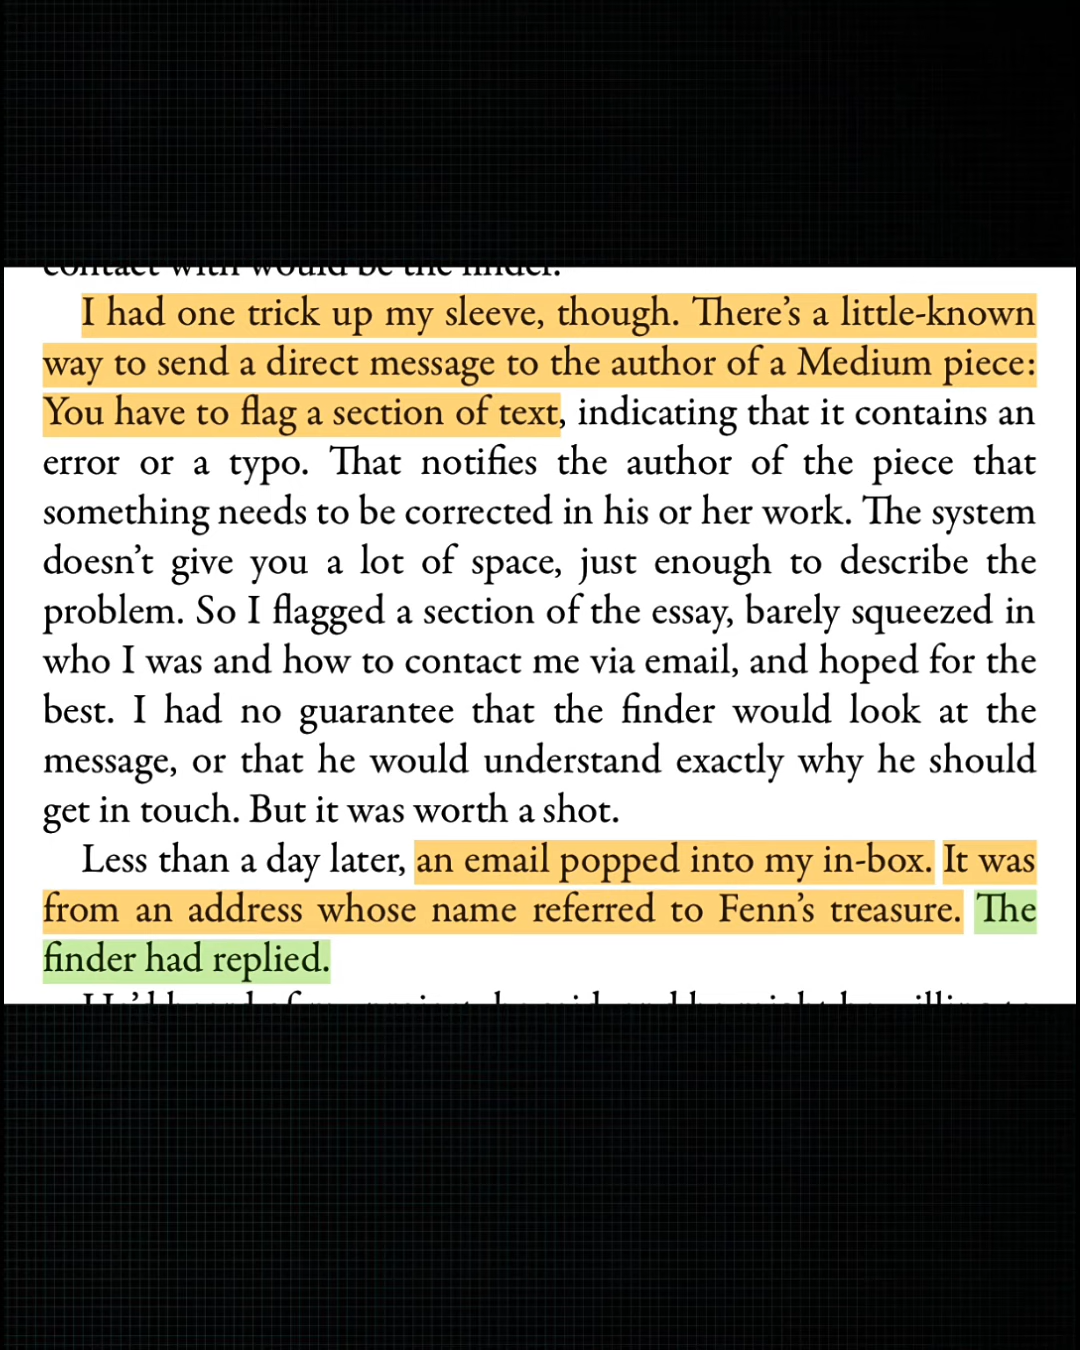 contact with would be the finder.
I had one trick up my sleeve, though. There's a little-known
way to send a direct message to the author of a Medium piece:
You have to flag a section of text, indicating that it contains an
error or a typo. That notifies the author of the piece that
something needs to be corrected in his or her work. The system
doesn't give you a lot of space, just enough to describe the
problem. So I flagged a section of the essay, barely squeezed in
who I was and how to contact me via email, and hoped for the
best. I had no guarantee that the finder would look at the
message, or that he would understand exactly why he should
get in touch. But it was worth a shot.
Less than a day later, an email popped into my in-box. It was
from an address whose name referred to Fenn's treasure. The
finder had replied.